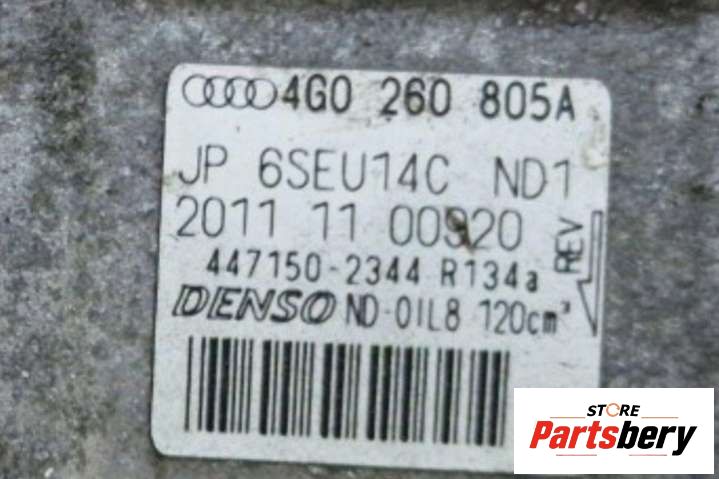 4G0 260 805A
JP 6SEU14C ND1
2011 11 00920
REV
447150-2344 R134a
DENSO ND-OIL8 120cm³
STORE
Partsbery